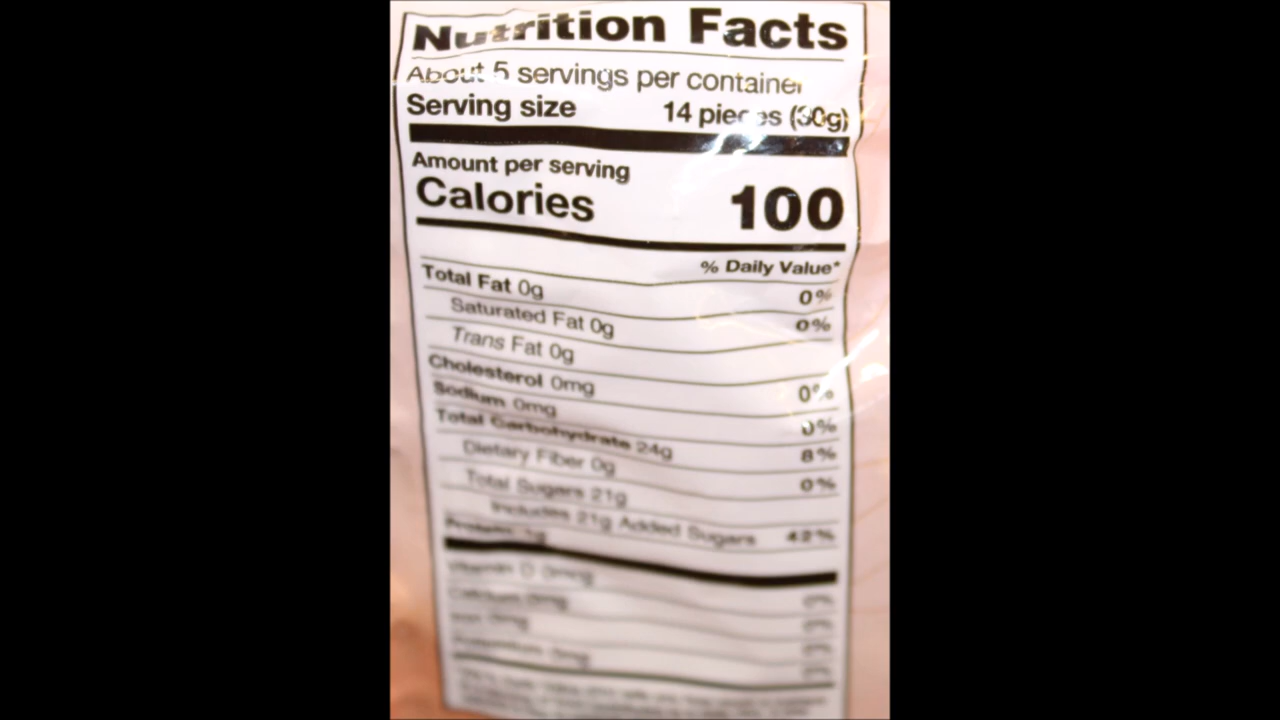 Nutrition Facts
About 5 servings per container
Serving size 14 pieces (30g)
Amount per serving
Calories 100
% Daily Value*
Total Fat 0g 0%
Saturated Fat 0g 0%
Trans Fat 0g
Cholesterol 0mg 0%
Sodium 0mg 0%
Total Carbohydrate 24g 8%
Dietary Fiber 0g 0%
Total Sugars 21g
Includes 21g Added Sugars 42%
Protein 1g
Vitamin D 0mcg 0%
Calcium 0mg 0%
Iron 0mg 0%
Potassium 0mg 0%